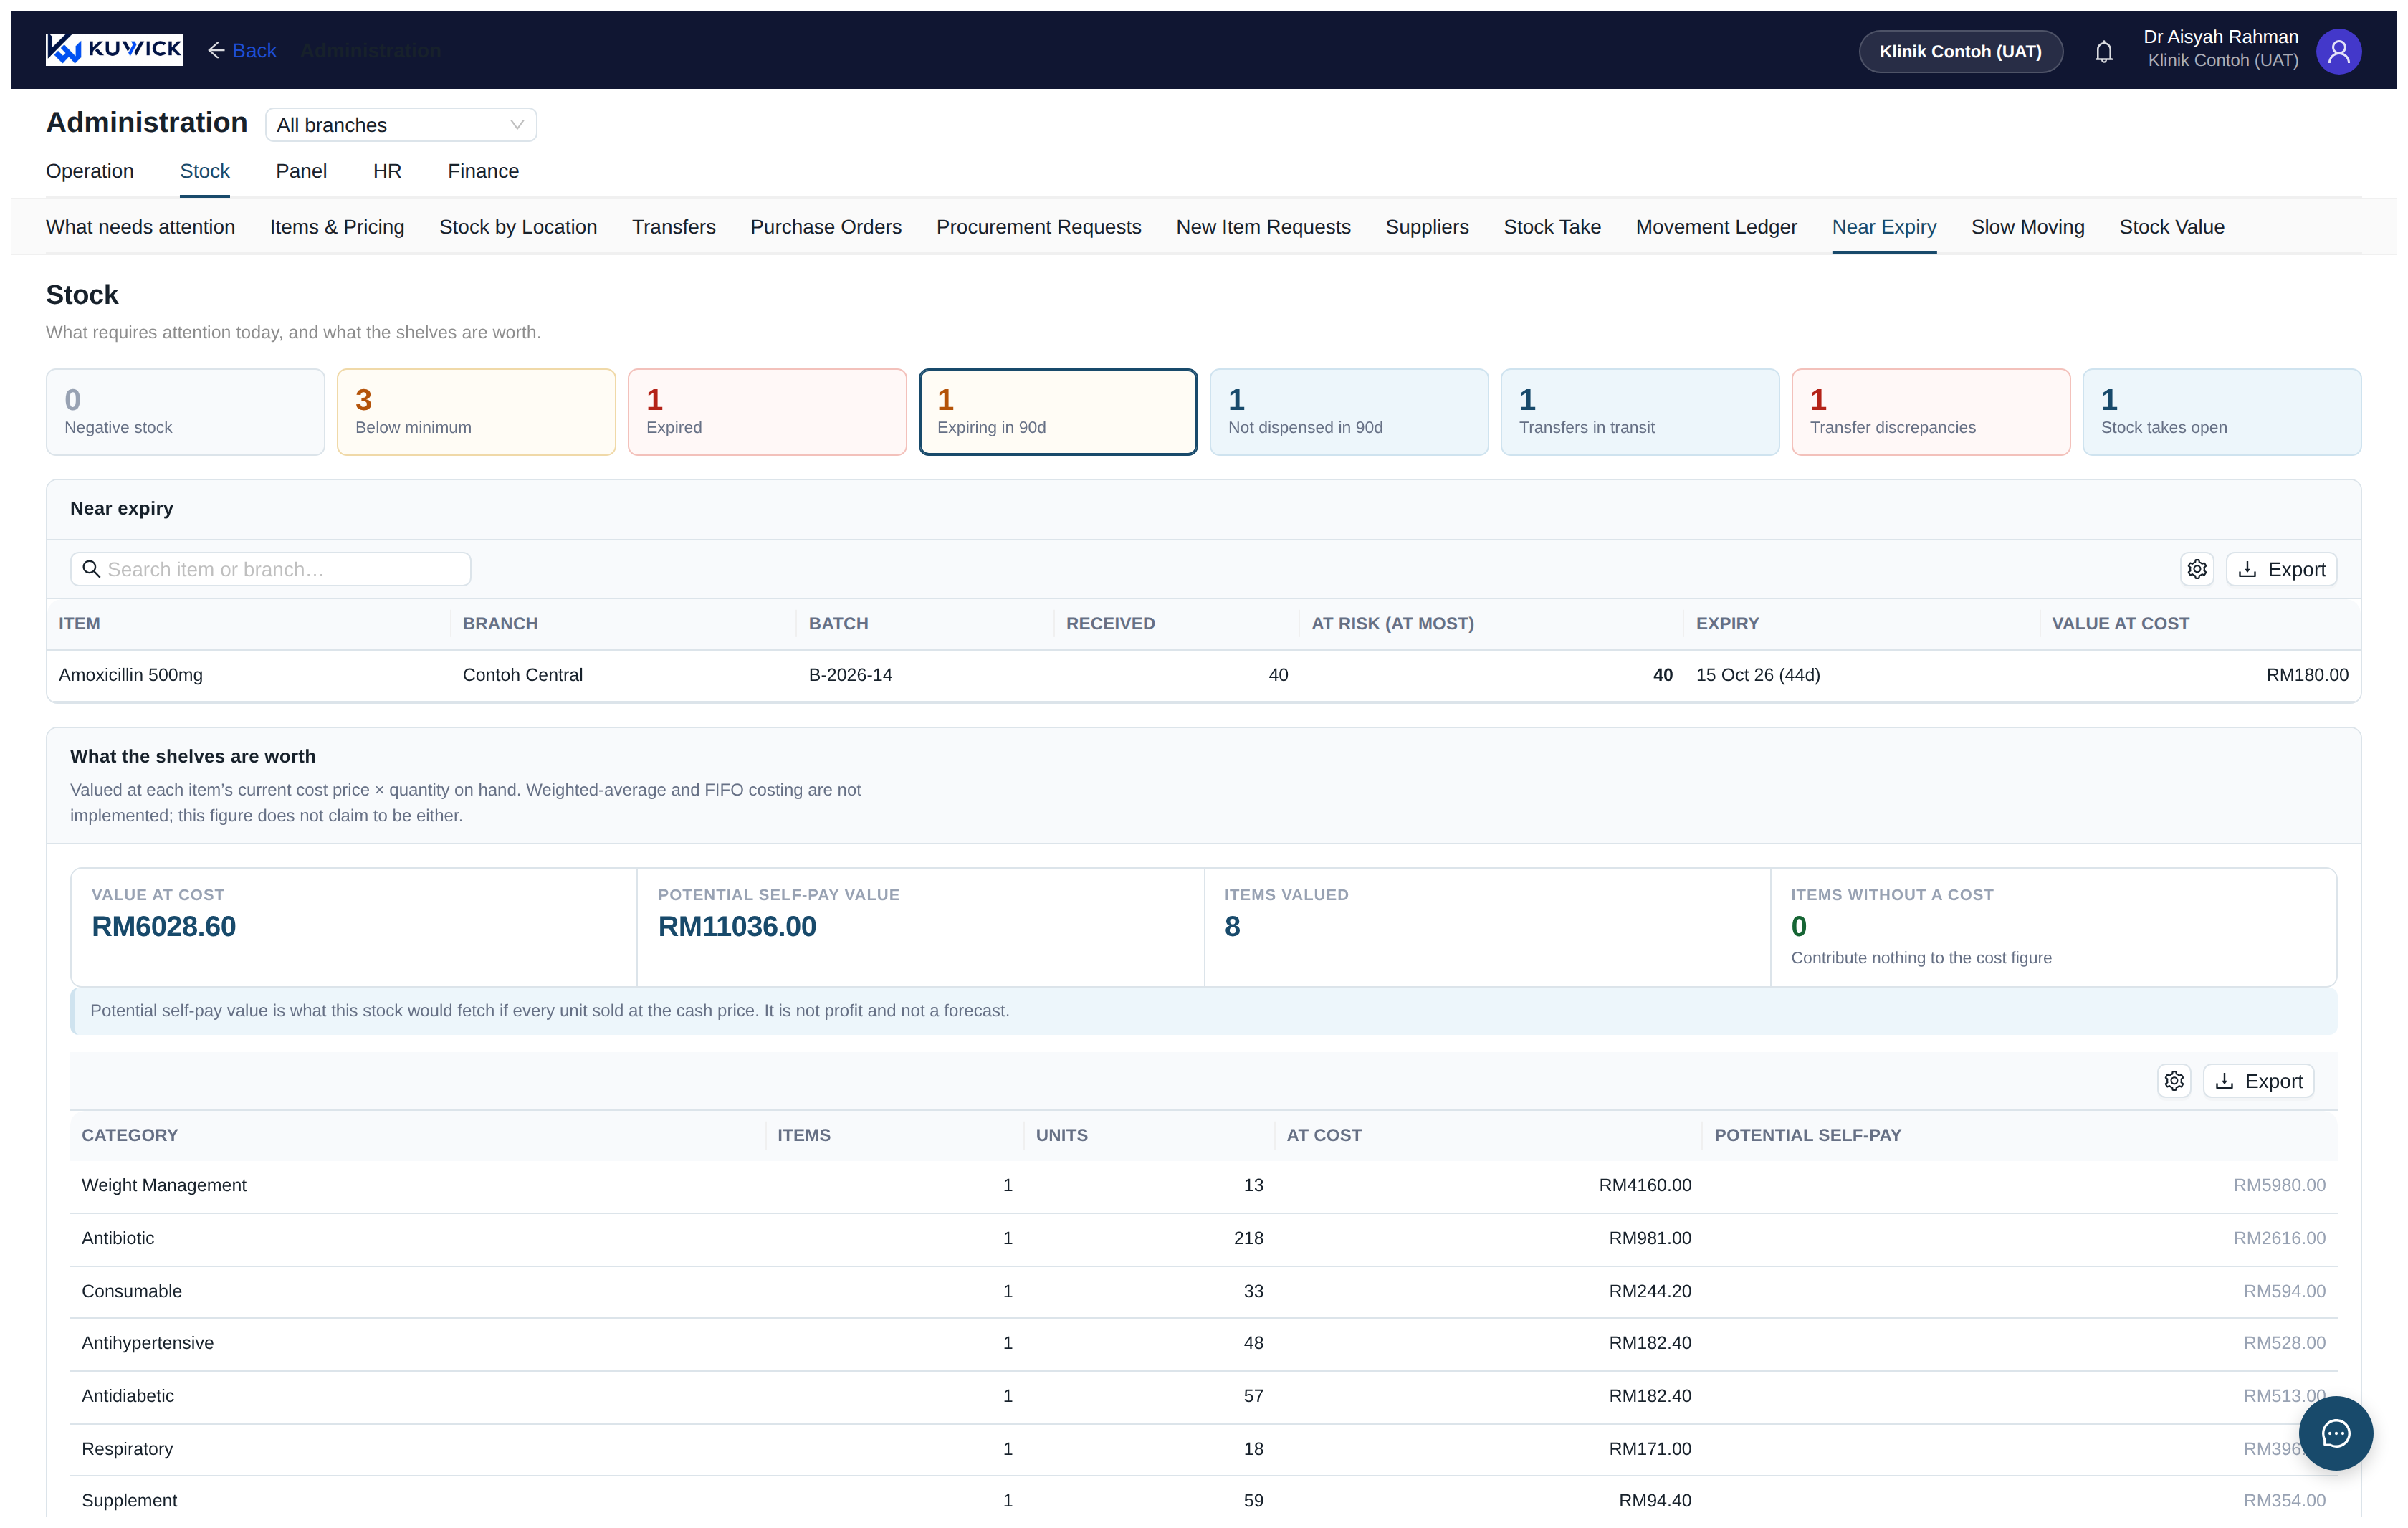 KUWICK
Back Administration
Klinik Contoh (UAT)
Dr Aisyah Rahman
Klinik Contoh (UAT)
Administration All branches
Operation Stock Panel HR Finance
What needs attention Items & Pricing Stock by Location Transfers Purchase Orders Procurement Requests New Item Requests Suppliers Stock Take Movement Ledger Near Expiry Slow Moving Stock Value
Stock
What requires attention today, and what the shelves are worth.
0 3 1 1 1 1 1 1
Negative stock Below minimum Expired Expiring in 90d Not dispensed in 90d Transfers in transit Transfer discrepancies Stock takes open
Near expiry
Search item or branch… Export
ITEM BRANCH BATCH RECEIVED AT RISK (AT MOST) EXPIRY VALUE AT COST
Amoxicillin 500mg Contoh Central B-2026-14 40 40 15 Oct 26 (44d) RM180.00
What the shelves are worth
Valued at each item’s current cost price × quantity on hand. Weighted-average and FIFO costing are not
implemented; this figure does not claim to be either.
VALUE AT COST POTENTIAL SELF-PAY VALUE ITEMS VALUED ITEMS WITHOUT A COST
RM6028.60 RM11036.00 8 0
Contribute nothing to the cost figure
Potential self-pay value is what this stock would fetch if every unit sold at the cash price. It is not profit and not a forecast.
Export
CATEGORY ITEMS UNITS AT COST POTENTIAL SELF-PAY
Weight Management 1 13 RM4160.00 RM5980.00
Antibiotic 1 218 RM981.00 RM2616.00
Consumable 1 33 RM244.20 RM594.00
Antihypertensive 1 48 RM182.40 RM528.00
Antidiabetic 1 57 RM182.40 RM513.00
Respiratory 1 18 RM171.00 RM396.
Supplement 1 59 RM94.40 RM354.00